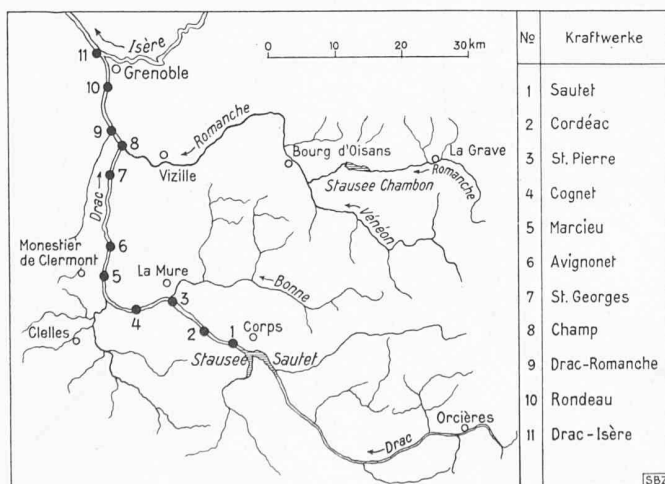 Isère
11
Grenoble
0 10 20 30 km
10
9
8
Romanche
Vizille
Bourg d'Oisans
La Grave
Romanche
Stausee Chambon
Vénéon
7
Drac
6
Monestier
de Clermont
5
La Mure
Bonne
3
4
Clelles
2
1
Corps
Stausee Sautet
Orcières
Drac
№ Kraftwerke
1 Sautet
2 Cordéac
3 St. Pierre
4 Cognet
5 Marcieu
6 Avignonet
7 St. Georges
8 Champ
9 Drac-Romanche
10 Rondeau
11 Drac-Isère
SBZ